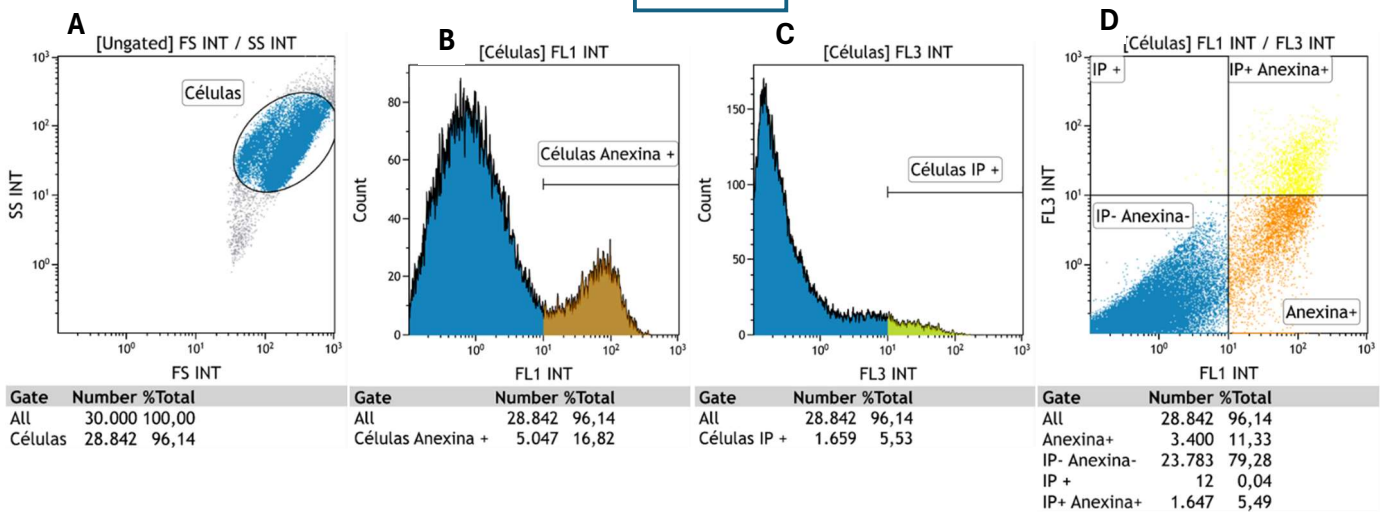 A
[Ungated] FS INT / SS INT
Células
SS INT
10³
10²
10¹
10⁰
10⁰ 10¹ 10² 10³
FS INT
Gate Number %Total
All 30.000 100,00
Células 28.842 96,14
B
[Células] FL1 INT
Células Anexina +
Count
80
60
40
20
0
10⁰ 10¹ 10² 10³
FL1 INT
Gate Number %Total
All 28.842 96,14
Células Anexina + 5.047 16,82
C
[Células] FL3 INT
Células IP +
Count
150
100
50
0
10⁰ 10¹ 10² 10³
FL3 INT
Gate Number %Total
All 28.842 96,14
Células IP + 1.659 5,53
D
[Células] FL1 INT / FL3 INT
IP +
IP+ Anexina+
IP- Anexina-
Anexina+
FL3 INT
10³
10²
10¹
10⁰
10⁰ 10¹ 10² 10³
FL1 INT
Gate Number %Total
All 28.842 96,14
Anexina+ 3.400 11,33
IP- Anexina- 23.783 79,28
IP + 12 0,04
IP+ Anexina+ 1.647 5,49